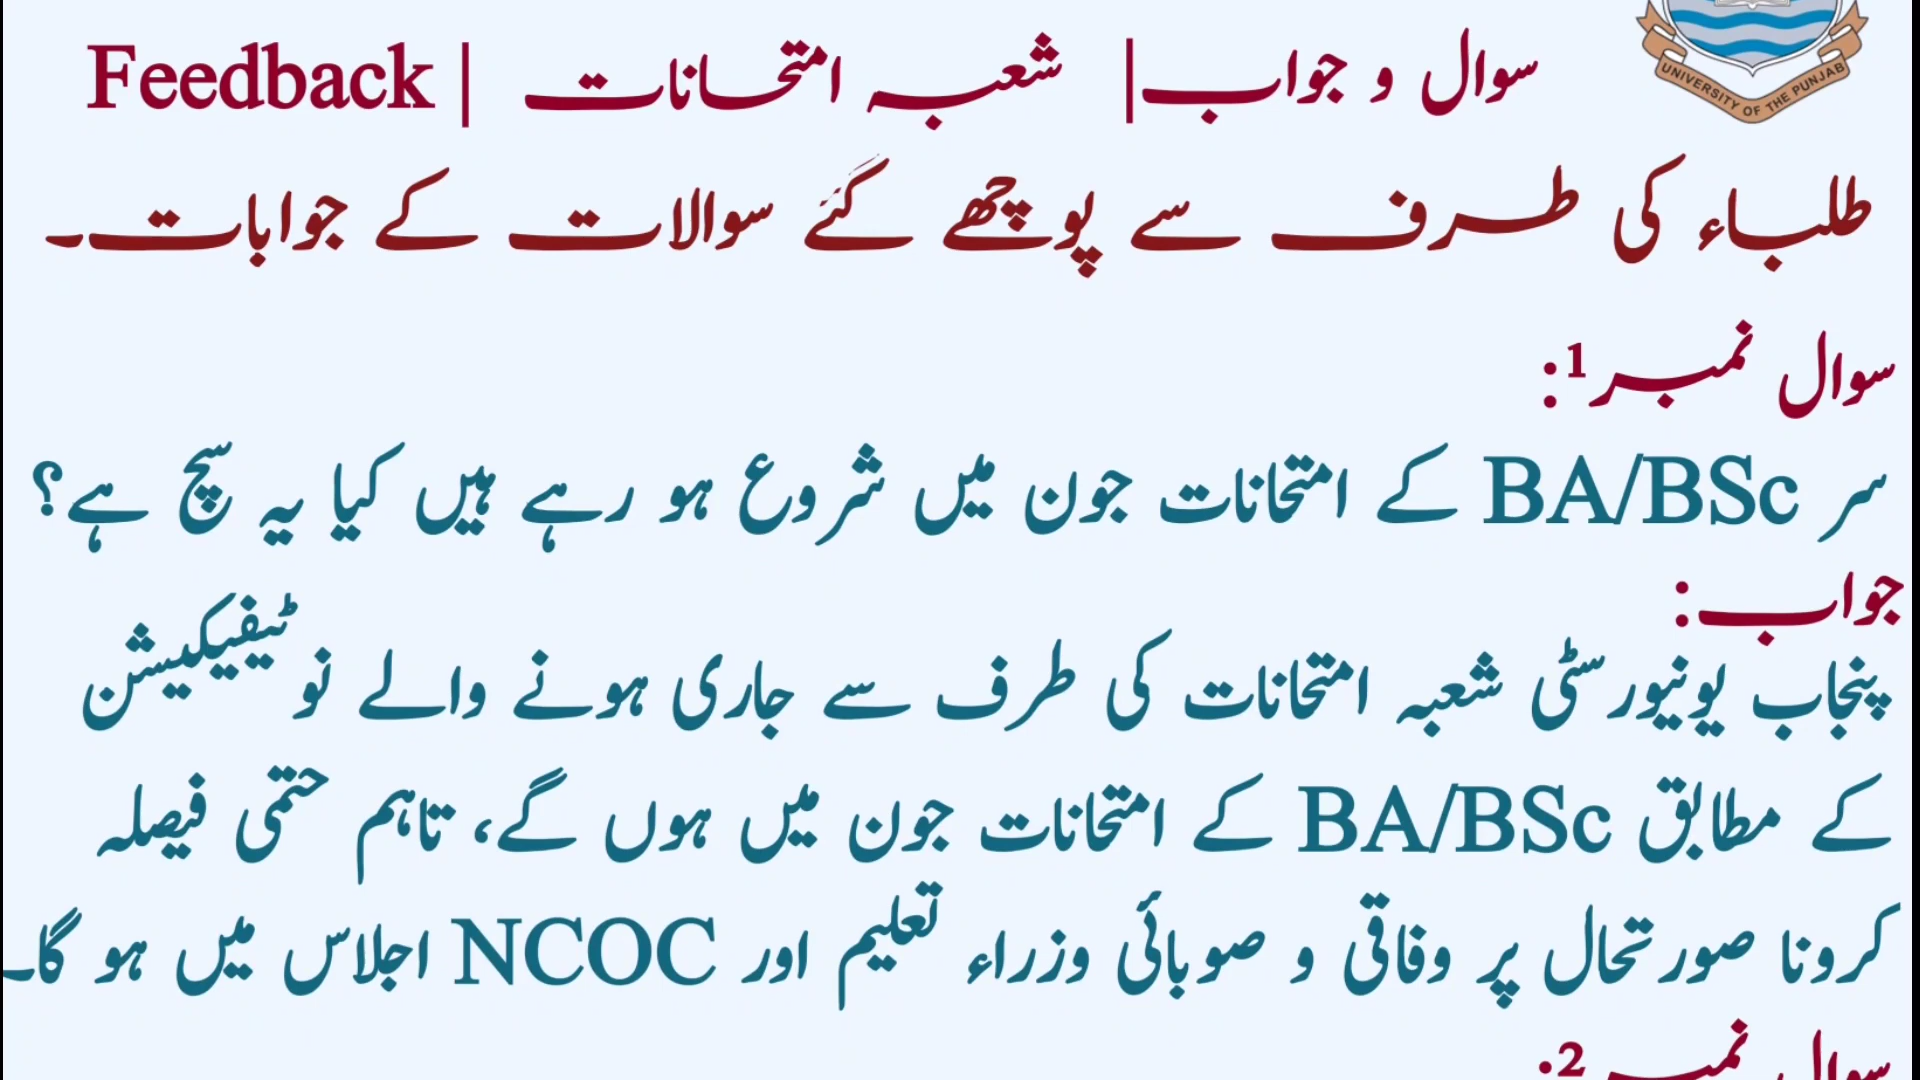 UNIVERSITY OF THE PUNJAB
سوال و جواب| شعبہ امتحانات | Feedback
طلباء کی طرف سے پوچھے گئے سوالات کے جوابات۔
سوال نمبر1:
سر BA/BSc کے امتحانات جون میں شروع ہو رہے ہیں کیا یہ سچ ہے؟
جواب:
پنجاب یونیورسٹی شعبہ امتحانات کی طرف سے جاری ہونے والے نوٹیفیکیشن
کے مطابق BA/BSc کے امتحانات جون میں ہوں گے، تاہم حتمی فیصلہ
کرونا صورتحال پر وفاقی و صوبائی وزراء تعلیم اور NCOC اجلاس میں ہو گا۔
سوال نمبر2: